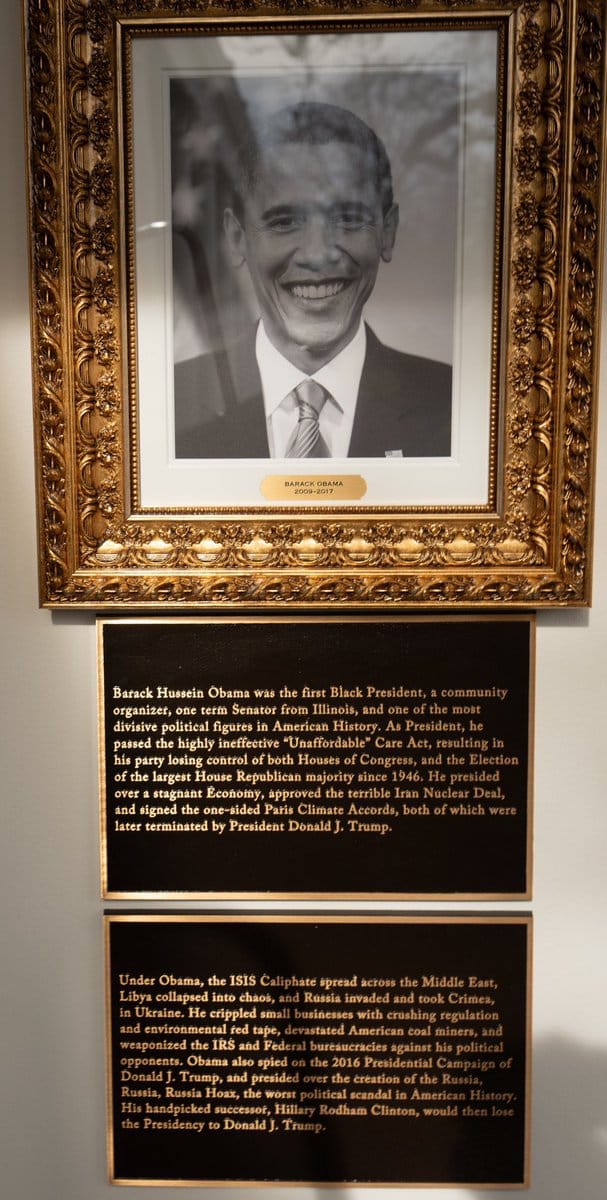 BARACK OBAMA
2009-2017
Barack Hussein Obama was the first Black President, a community
organizer, one term Senator from Illinois, and one of the most
divisive political figures in American History. As President, he
passed the highly ineffective "Unaffordable" Care Act, resulting in
his party losing control of both Houses of Congress, and the Election
of the largest House Republican majority since 1946. He presided
over a stagnant Economy, approved the terrible Iran Nuclear Deal,
and signed the one-sided Paris Climate Accords, both of which were
later terminated by President Donald J. Trump.
Under Obama, the ISIS Caliphate spread across the Middle East,
Libya collapsed into chaos, and Russia invaded and took Crimea,
in Ukraine. He crippled small businesses with crushing regulation
and environmental red tape, devastated American coal miners, and
weaponized the IRS and Federal bureaucracies against his political
opponents. Obama also spied on the 2016 Presidential Campaign of
Donald J. Trump, and presided over the creation of the Russia,
Russia, Russia Hoax, the worst political scandal in American History.
His handpicked successor, Hillary Rodham Clinton, would then lose
the Presidency to Donald J. Trump.